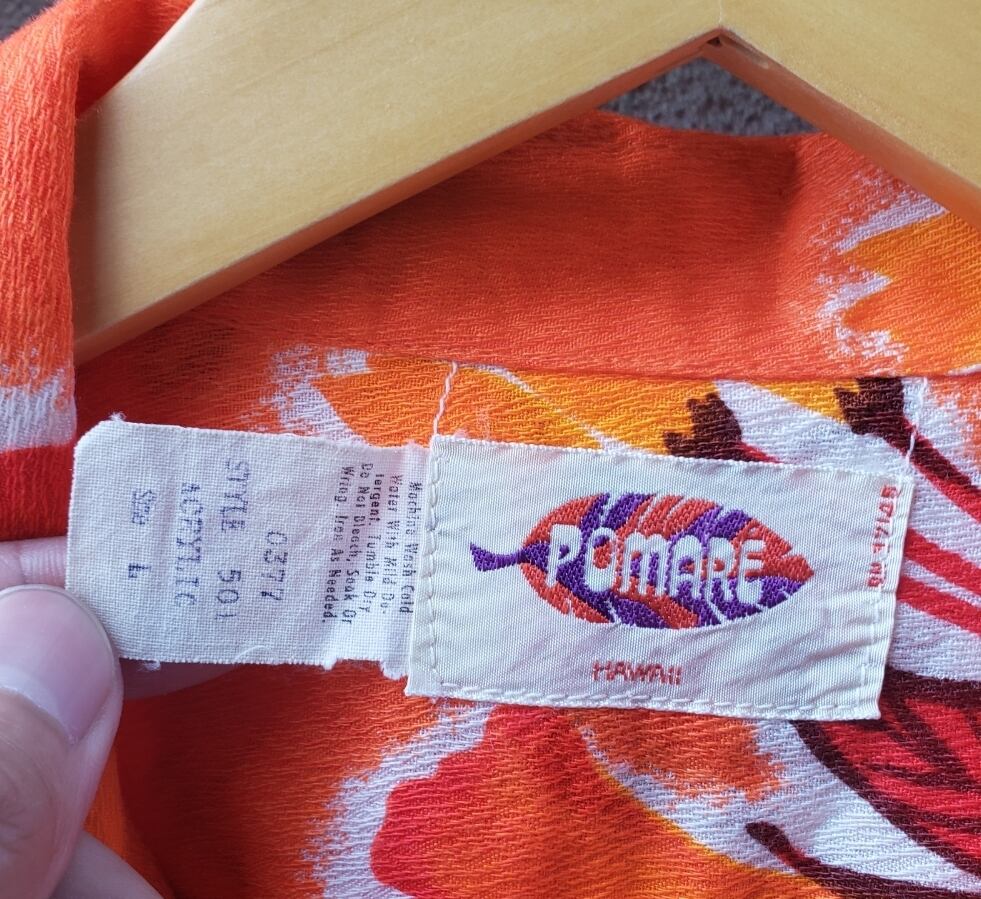 POMARE
HAWAII
Machine Wash Cold
Water With Mild De-
tergent. Tumble Dry.
Do Not Bleach, Soak Or
Wring. Iron As Needed.
0377
STYLE 501
ACRYLIC
SIZE L